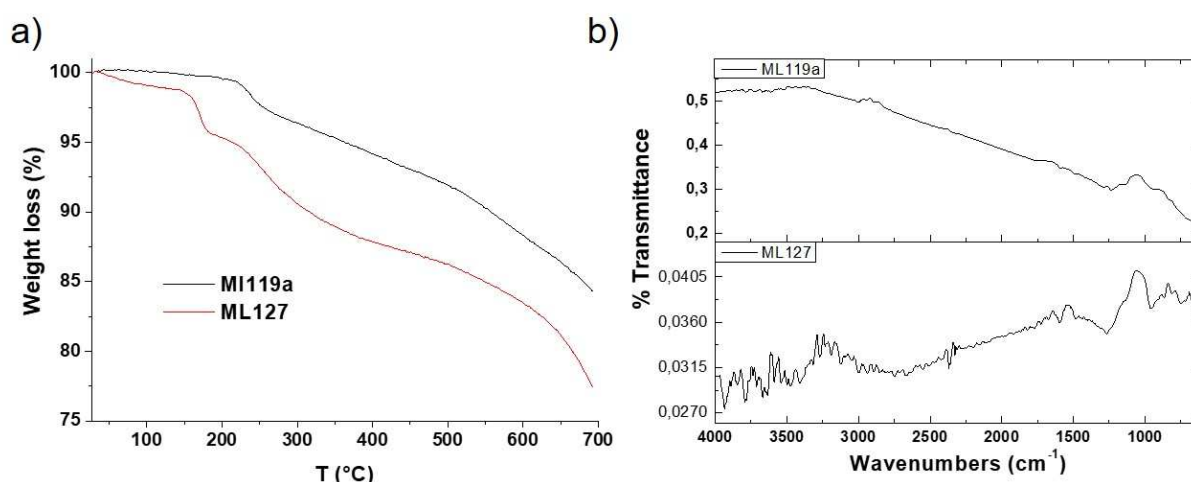 a)
100
95
90
85
80
75
Weight loss (%)
MI119a
ML127
100 200 300 400 500 600 700
T (°C)
b)
ML119a
0,5
0,4
0,3
0,2
% Transmittance
ML127
0,0405
0,0360
0,0315
0,0270
4000 3500 3000 2500 2000 1500 1000
Wavenumbers (cm⁻¹)